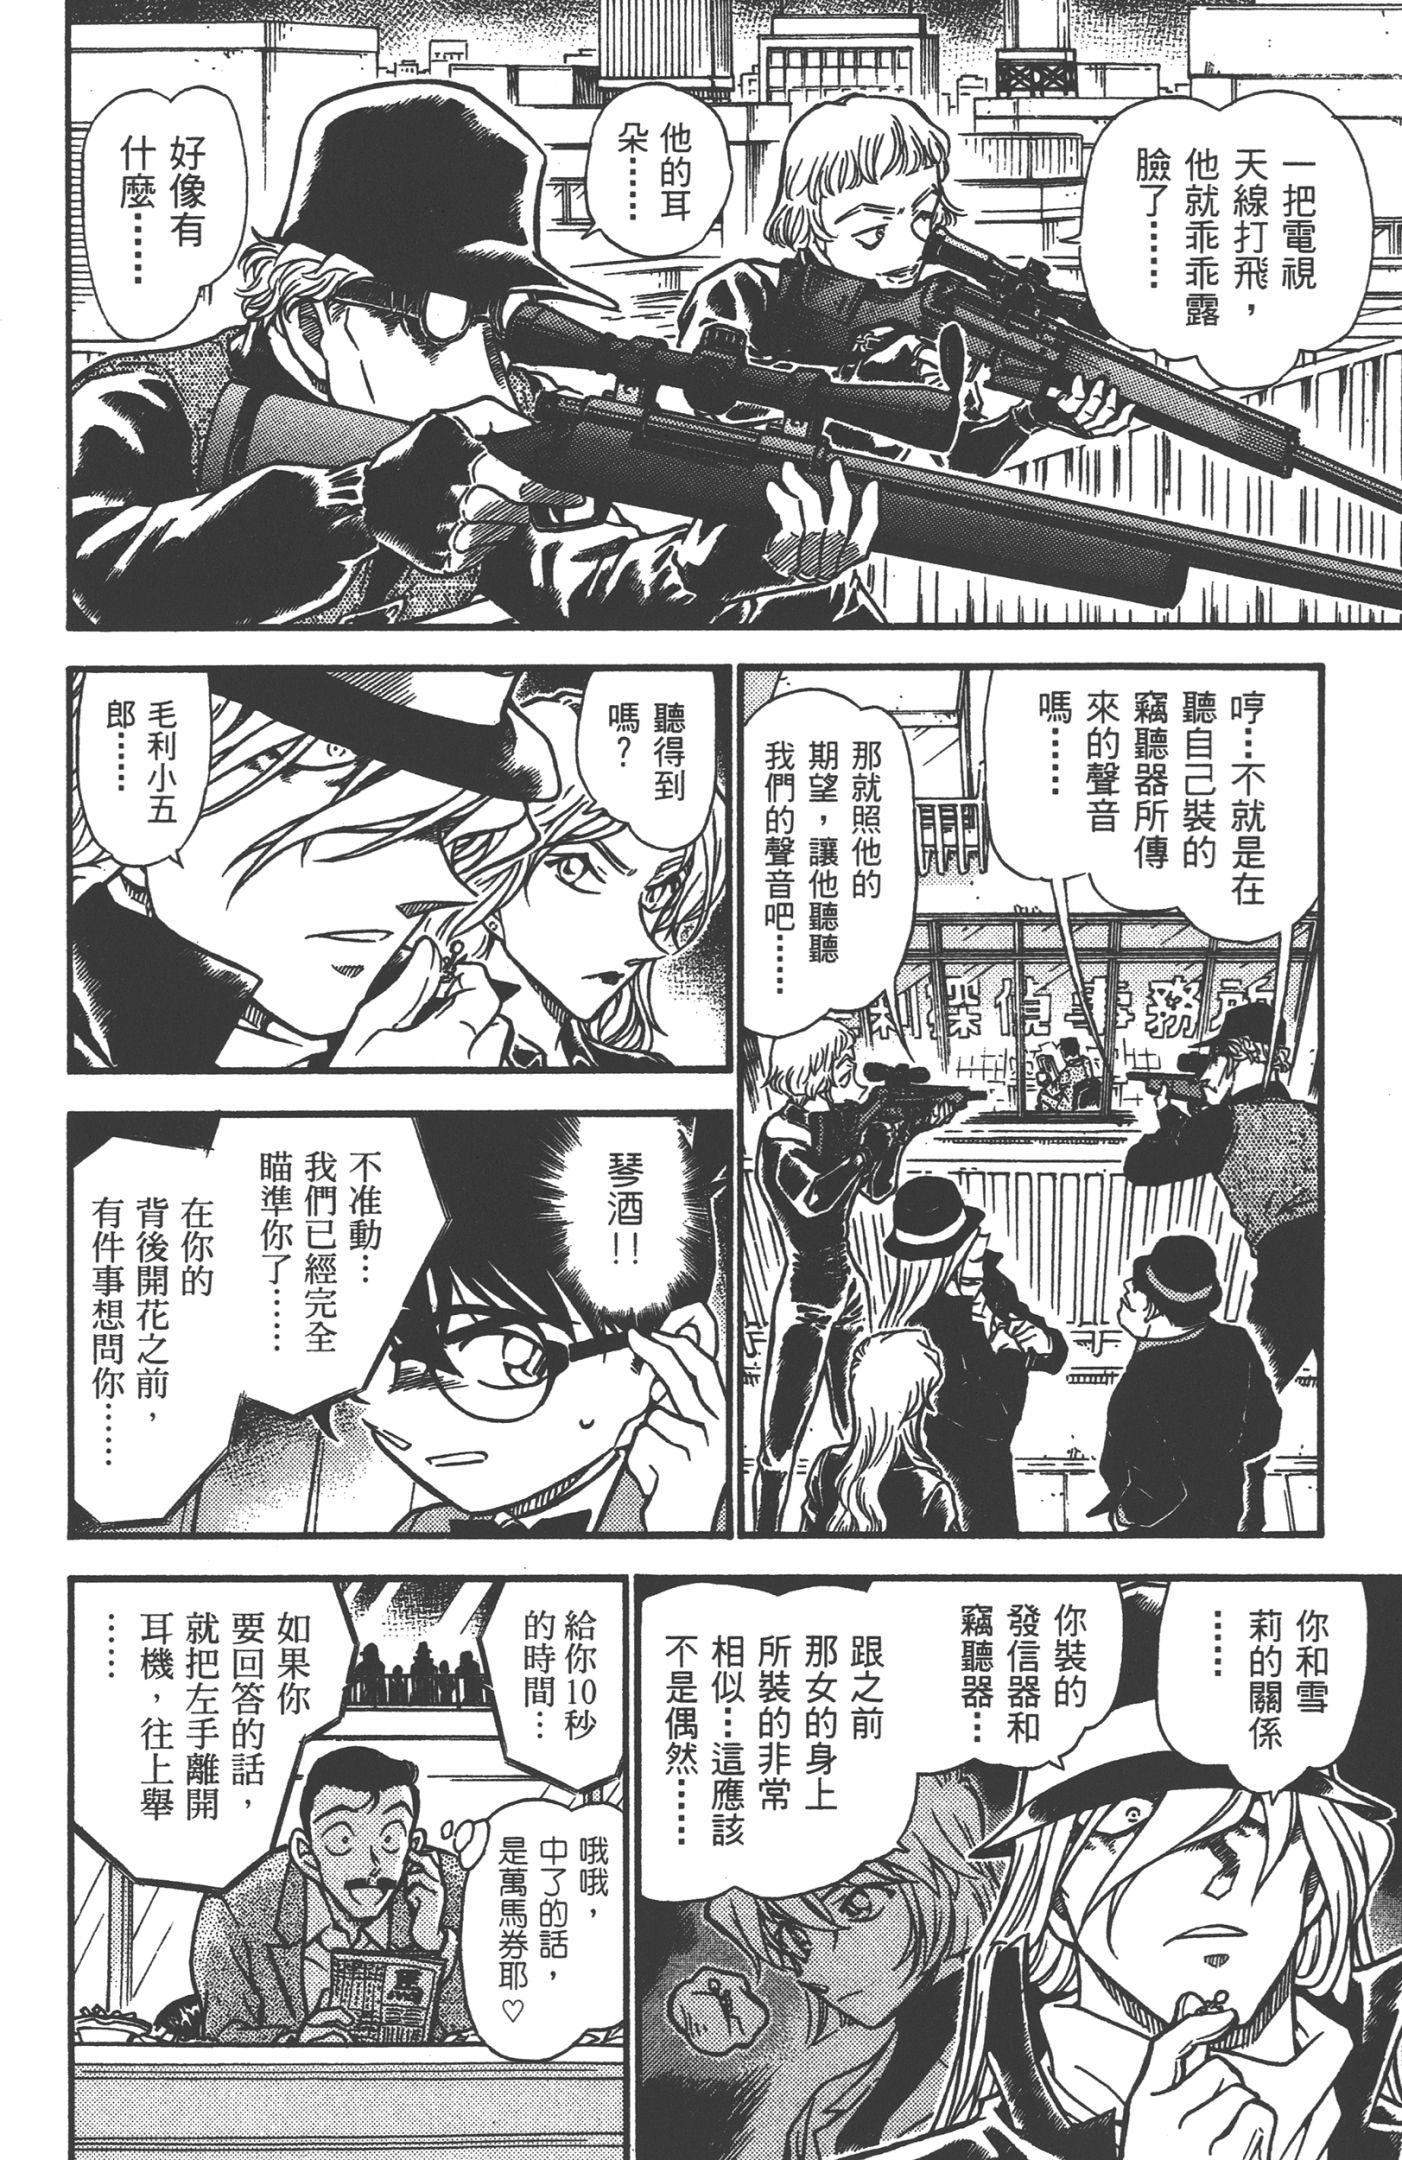 一把電視
天線打飛，
他就乖乖露
臉了……
他的耳
朵……
好像有
什麼……
哼…不就是在
聽自己裝的
竊聽器所傳
來的聲音
嗎……
那就照他的
期望，讓他聽聽
我們的聲音吧……
利探偵事務所
聽得到
嗎？
毛利小五
郎……
琴酒!!
不准動…
我們已經完全
瞄準你了……
在你的
背後開花之前，
有件事想問你……
你和雪
莉的關係
……
你裝的
發信器和
竊聽器…
跟之前
那女的身上
所裝的非常
相似…這應該
不是偶然……
給你10秒
的時間…
如果你
要回答的話，
就把左手離開
耳機，往上舉
……
哦哦，
中了的話，
是萬馬券耶♡
馬